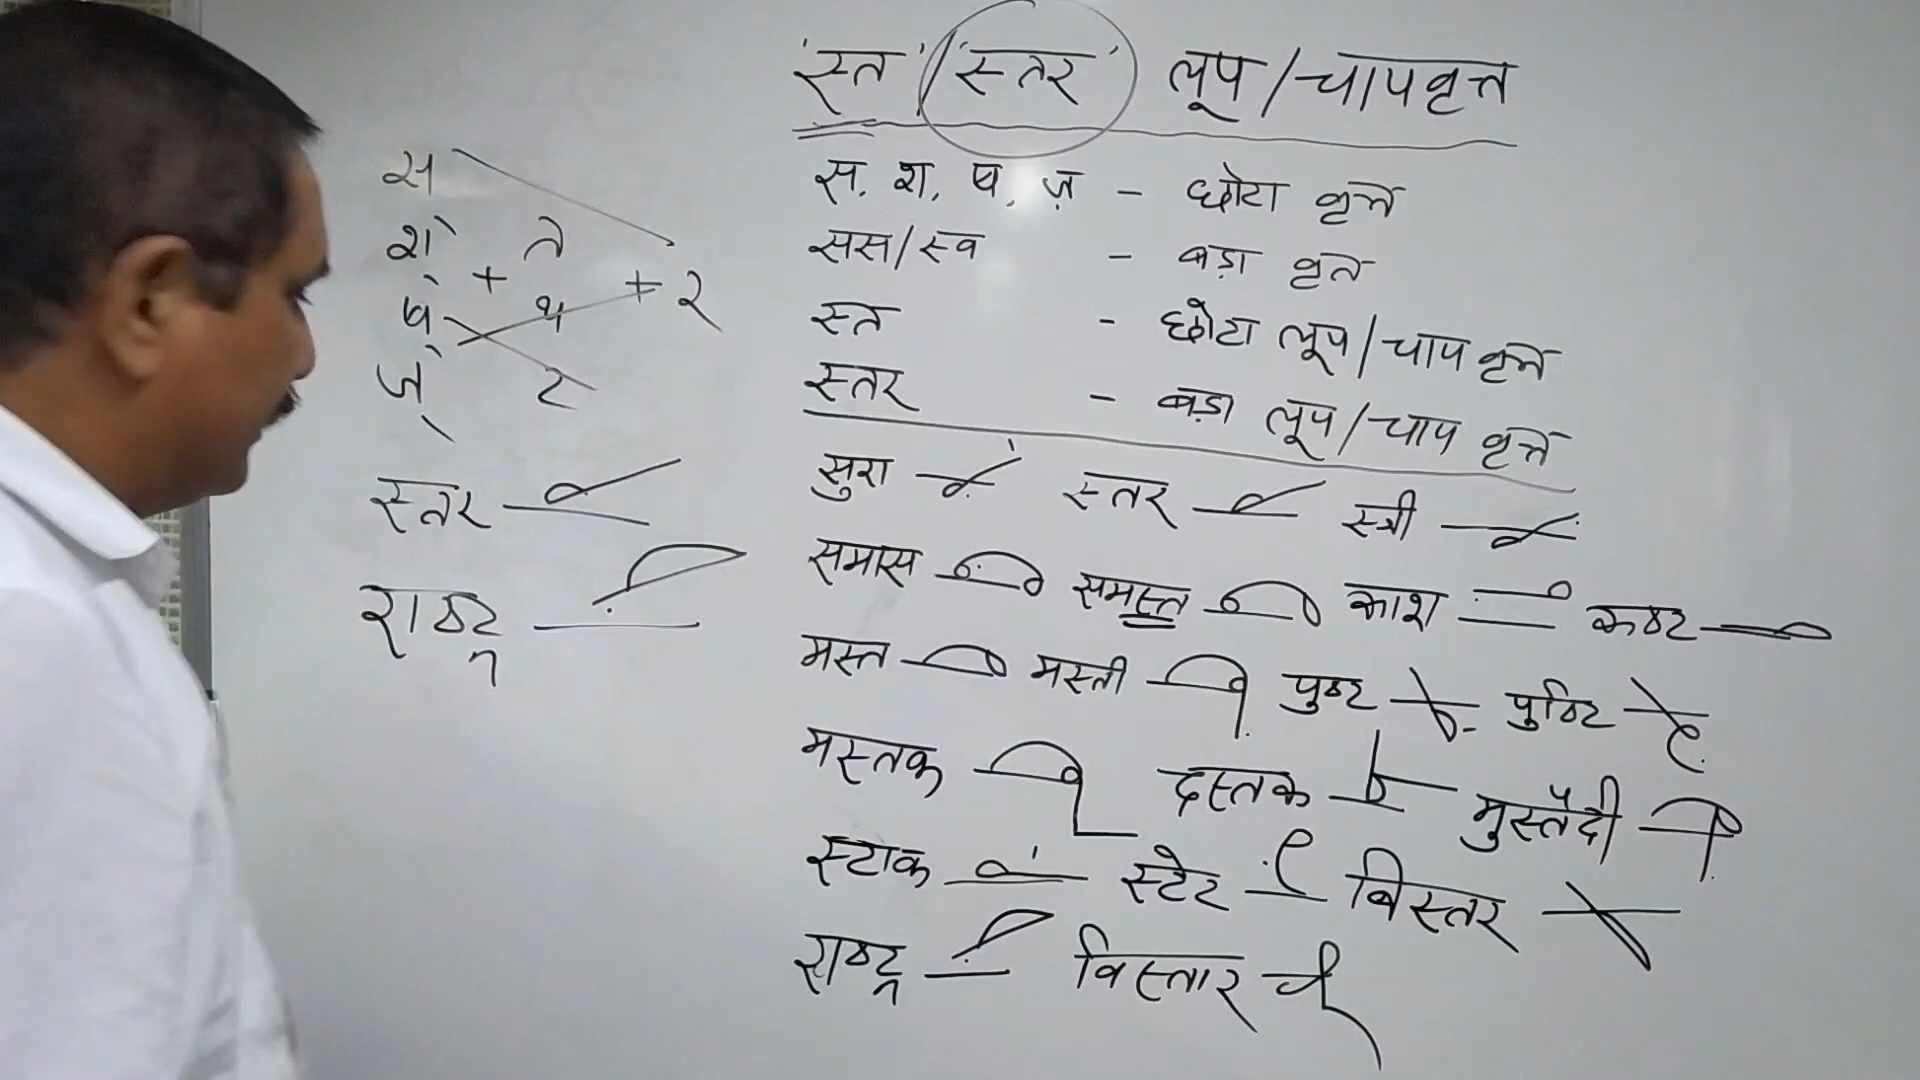 'स्त'/'स्तर' लूप/चापवृत्त
स, श, ष, ज़ - छोटा वृत्त
सस/स्व - बड़ा वृत्त
स्त - छोटा लूप/चाप वृत्त
स्तर - बड़ा लूप/चाप वृत्त
सुरा स्तर स्त्री
समास समस्त काश कष्ट
मस्त मस्ती पुष्ट पुष्टि
मस्तक दस्तक मुस्तैदी
स्टाक स्टेट बिस्तर
राष्ट्र विस्तार
स
श् त
ष् + थ + र
ज़् ट
स्तर
राष्ट्र